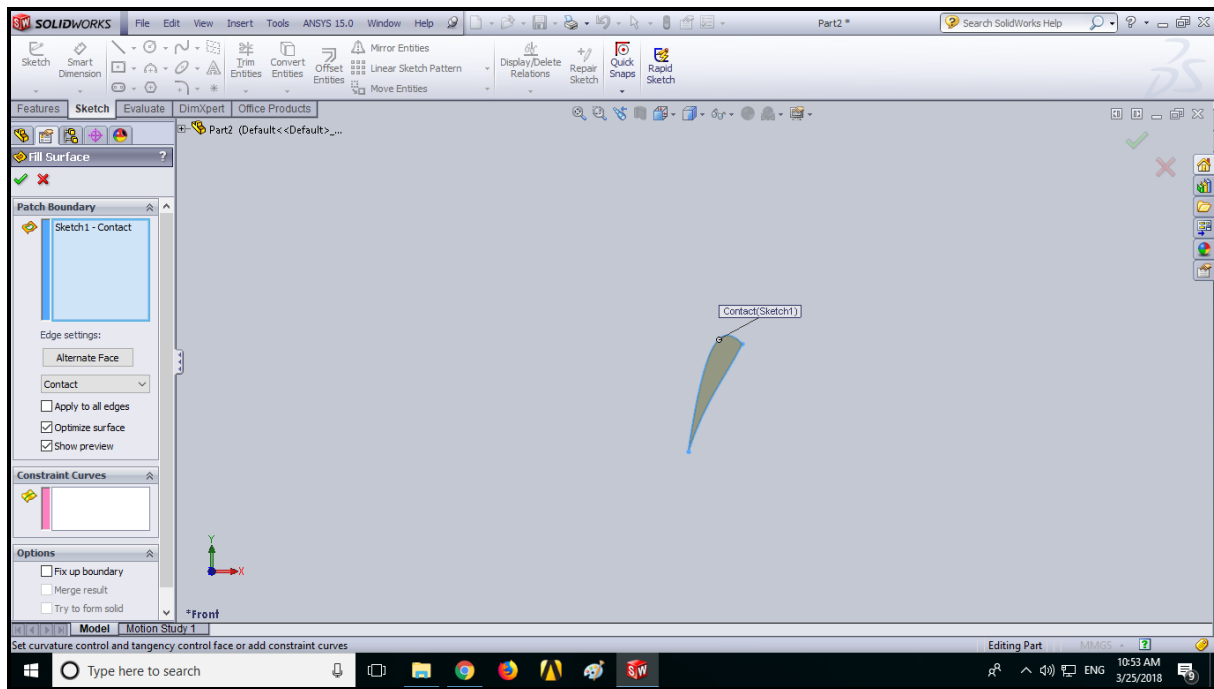 SW SOLIDWORKS File Edit View Insert Tools ANSYS 15.0 Window Help Part2 * Search SolidWorks Help ?
Sketch Smart Dimension Trim Entities Convert Entities Offset Entities Mirror Entities Linear Sketch Pattern Move Entities Display/Delete Relations Repair Sketch Quick Snaps Rapid Sketch
Features Sketch Evaluate DimXpert Office Products
Part2 (Default<<Default>_...
Fill Surface ?
Patch Boundary
Sketch1 - Contact
Edge settings:
Alternate Face
Contact
Apply to all edges
Optimize surface
Show preview
Constraint Curves
Options
Fix up boundary
Merge result
Try to form solid
Contact(Sketch1)
Y
X
*Front
Model Motion Study 1
Set curvature control and tangency control face or add constraint curves Editing Part MMGS ?
Type here to search SW ENG 10:53 AM
3/25/2018 9